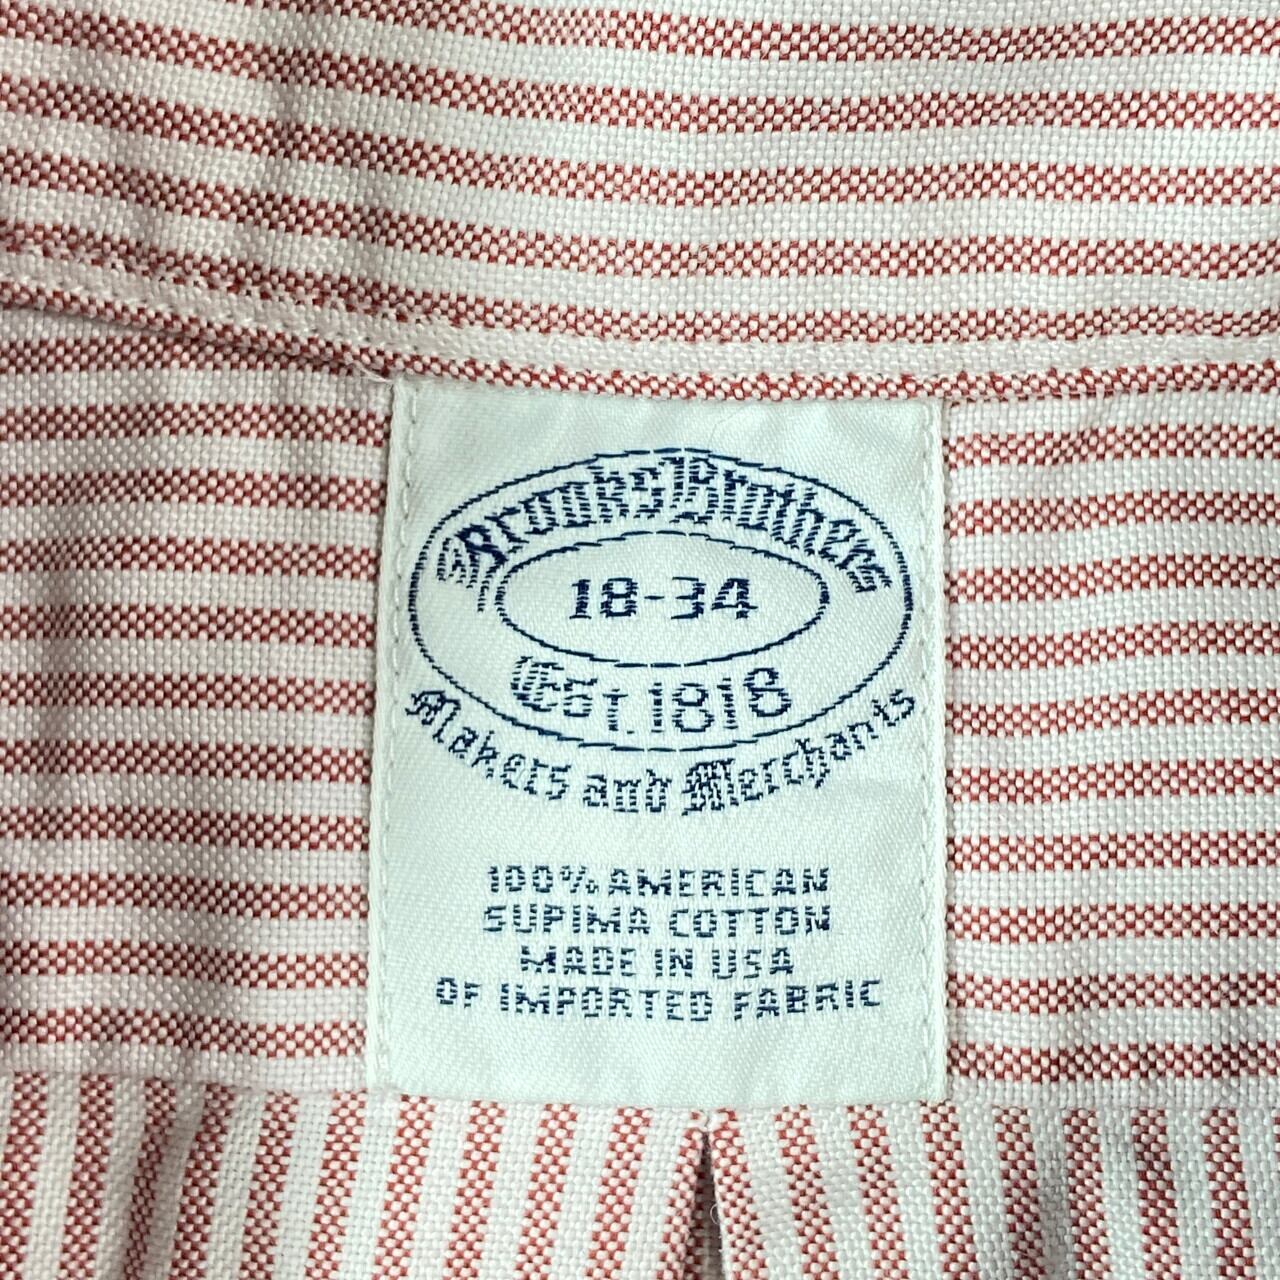 Brooks Brothers
18-34
Est. 1818
Makers and Merchants
100% AMERICAN
SUPIMA COTTON
MADE IN USA
OF IMPORTED FABRIC